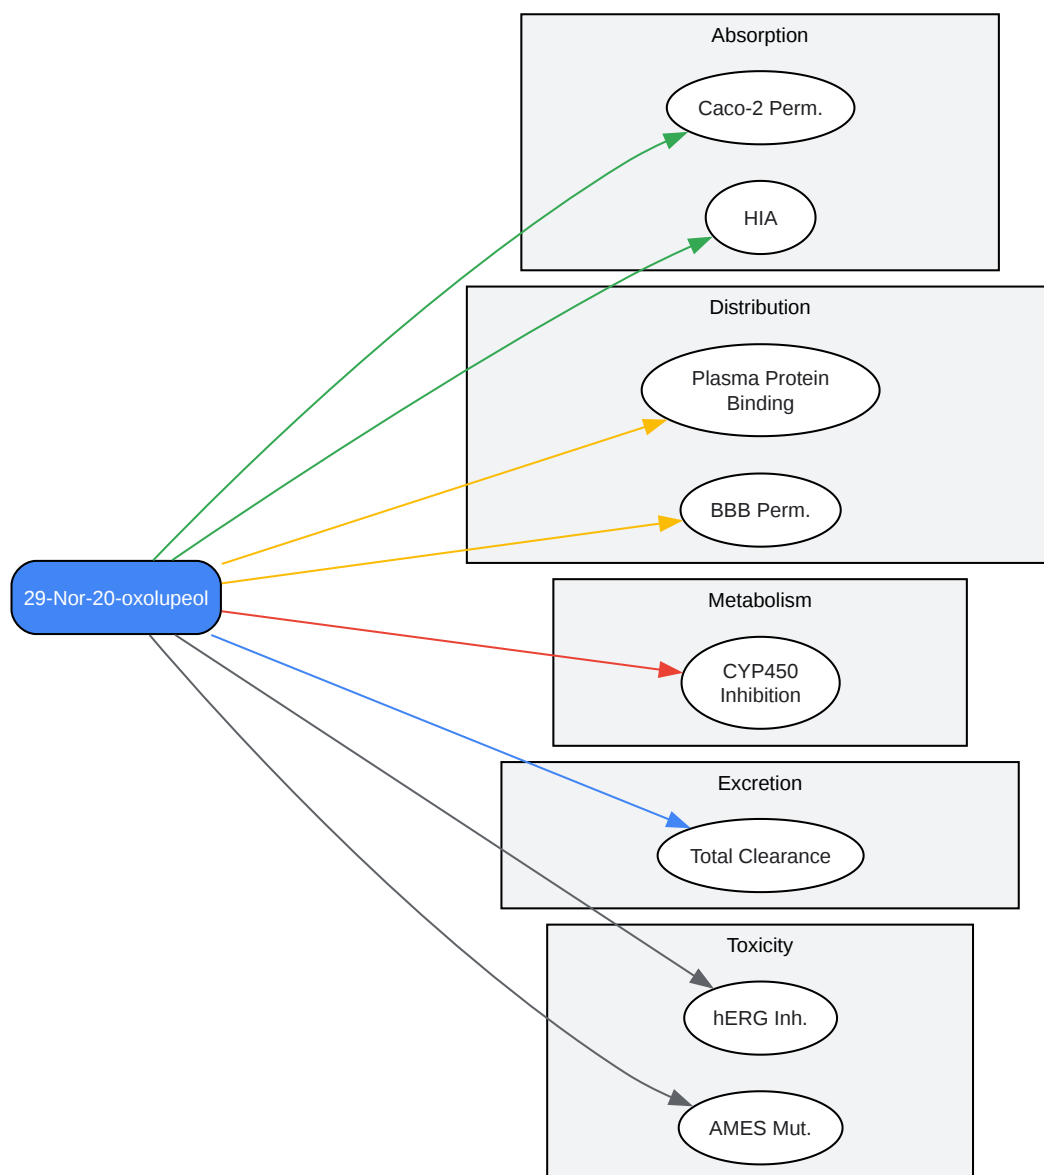 Absorption
Caco-2 Perm.
HIA
Distribution
Plasma Protein
Binding
BBB Perm.
29-Nor-20-oxolupeol
Metabolism
CYP450
Inhibition
Excretion
Total Clearance
Toxicity
hERG Inh.
AMES Mut.